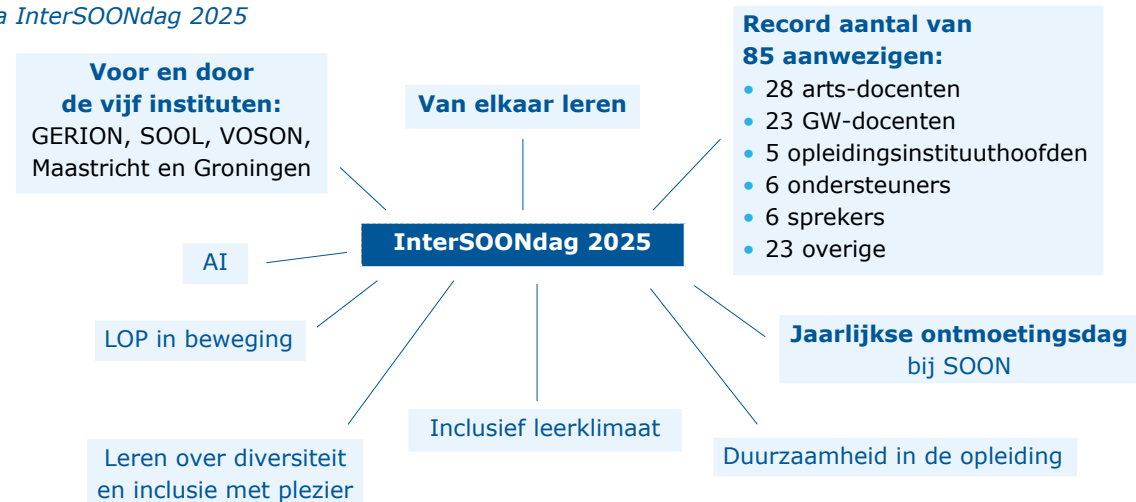 InterSOONdag 2025
Voor en door
de vijf instituten:
GERION, SOOL, VOSON,
Maastricht en Groningen
Van elkaar leren
Record aantal van
85 aanwezigen:
• 28 arts-docenten
• 23 GW-docenten
• 5 opleidingsinstituuthoofden
• 6 ondersteuners
• 6 sprekers
• 23 overige
InterSOONdag 2025
AI
LOP in beweging
Jaarlijkse ontmoetingsdag
bij SOON
Leren over diversiteit
en inclusie met plezier
Inclusief leerklimaat
Duurzaamheid in de opleiding